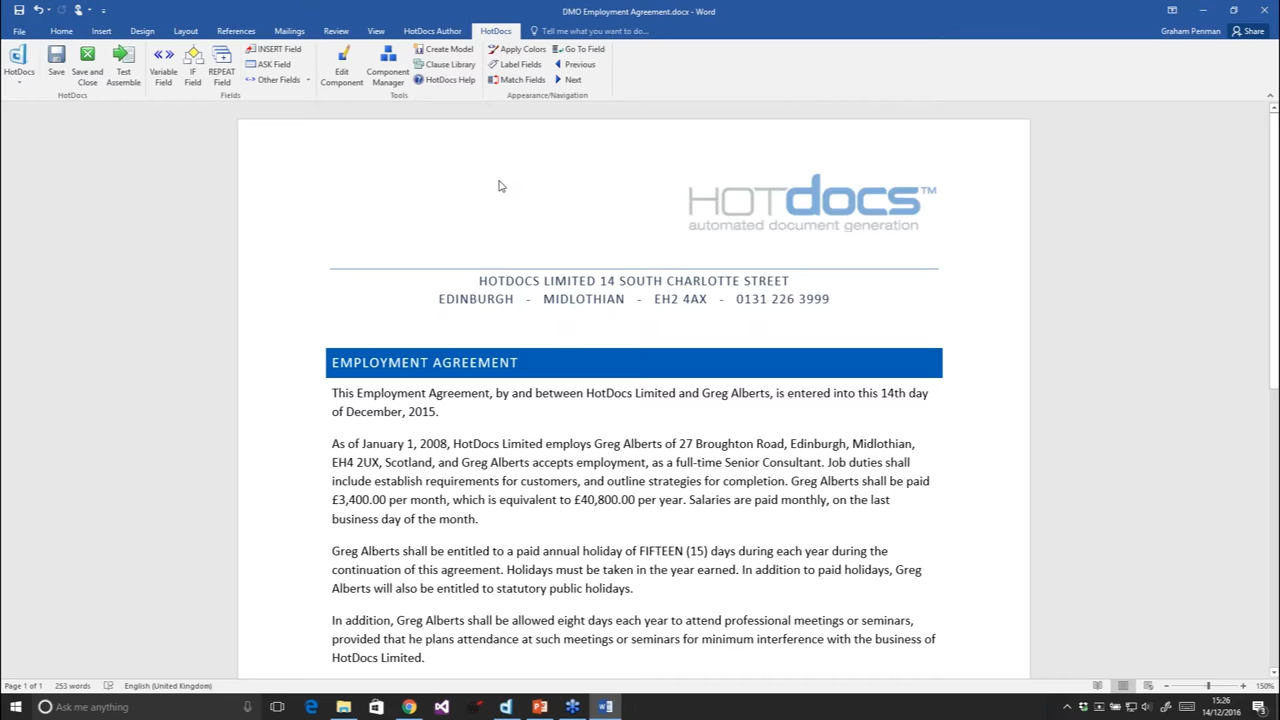 DMO Employment Agreement.docx - Word
File Home Insert Design Layout References Mailings Review View HotDocs Author HotDocs Tell me what you want to do... Graham Penman Share
HotDocs
Save
Save and Close
Test Assemble
HotDocs
Variable Field
IF Field
REPEAT Field
INSERT Field
ASK Field
Other Fields
Fields
Edit Component
Component Manager
Create Model
Clause Library
HotDocs Help
Tools
Apply Colors
Label Fields
Match Fields
Go To Field
Previous
Next
Appearance/Navigation
HOTdocs™
automated document generation
HOTDOCS LIMITED 14 SOUTH CHARLOTTE STREET
EDINBURGH - MIDLOTHIAN - EH2 4AX - 0131 226 3999
EMPLOYMENT AGREEMENT
This Employment Agreement, by and between HotDocs Limited and Greg Alberts, is entered into this 14th day
of December, 2015.
As of January 1, 2008, HotDocs Limited employs Greg Alberts of 27 Broughton Road, Edinburgh, Midlothian,
EH4 2UX, Scotland, and Greg Alberts accepts employment, as a full-time Senior Consultant. Job duties shall
include establish requirements for customers, and outline strategies for completion. Greg Alberts shall be paid
£3,400.00 per month, which is equivalent to £40,800.00 per year. Salaries are paid monthly, on the last
business day of the month.
Greg Alberts shall be entitled to a paid annual holiday of FIFTEEN (15) days during each year during the
continuation of this agreement. Holidays must be taken in the year earned. In addition to paid holidays, Greg
Alberts will also be entitled to statutory public holidays.
In addition, Greg Alberts shall be allowed eight days each year to attend professional meetings or seminars,
provided that he plans attendance at such meetings or seminars for minimum interference with the business of
HotDocs Limited.
Page 1 of 1 253 words English (United Kingdom) 150%
Ask me anything
15:26
14/12/2016